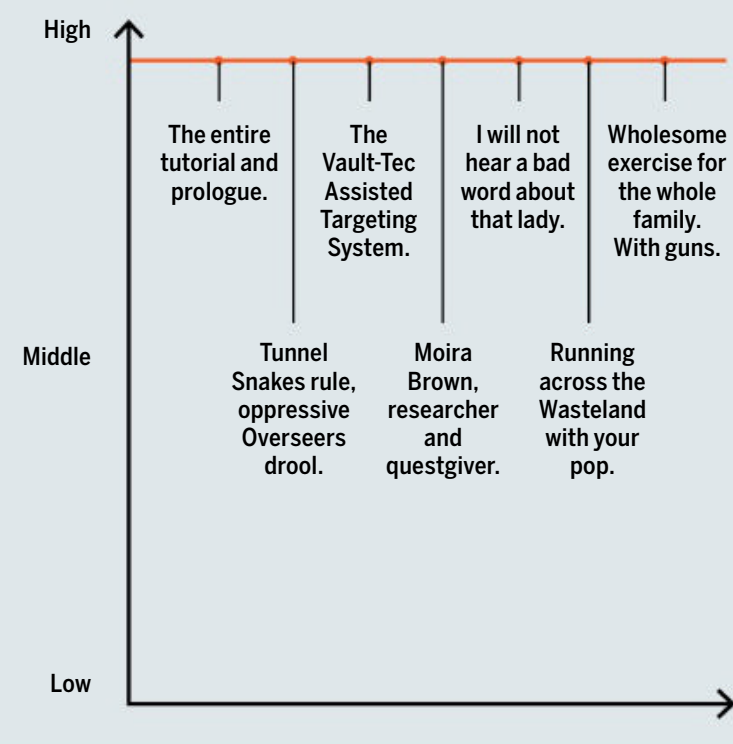 High
The entire
tutorial and
prologue.
Tunnel
Snakes rule,
oppressive
Overseers
drool.
The
Vault-Tec
Assisted
Targeting
System.
Moira
Brown,
researcher
and
questgiver.
I will not
hear a bad
word about
that lady.
Running
across the
Wasteland
with your
pop.
Wholesome
exercise for
the whole
family.
With guns.
Middle
Low